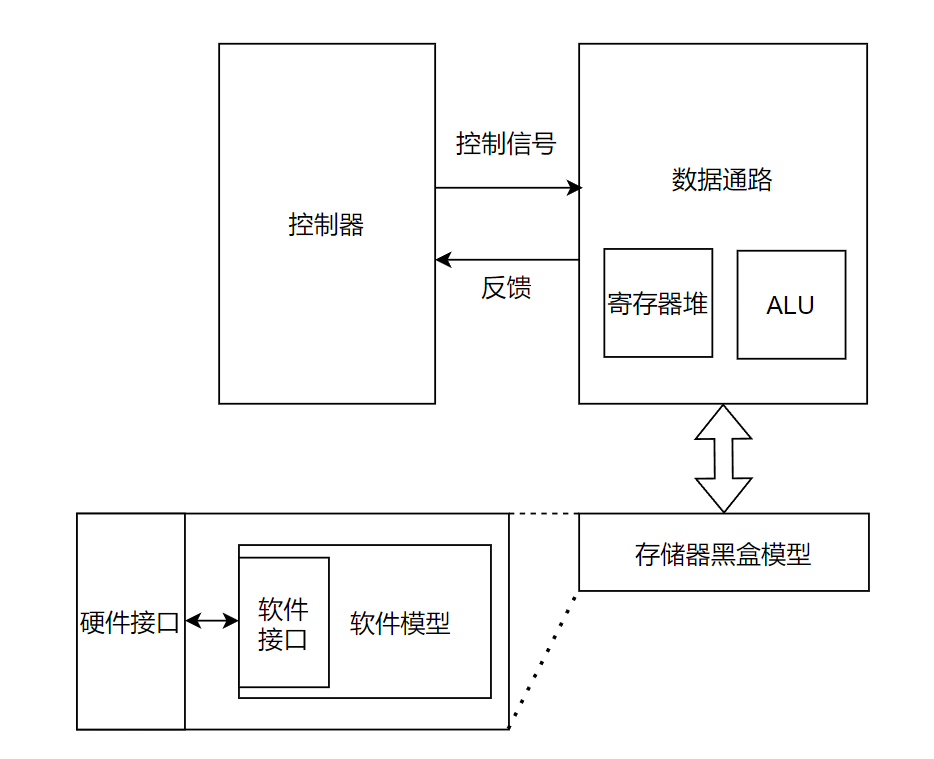 控制信号
数据通路
控制器
反馈
寄存器堆
ALU
存储器黑盒模型
硬件接口
软件
接口
软件模型